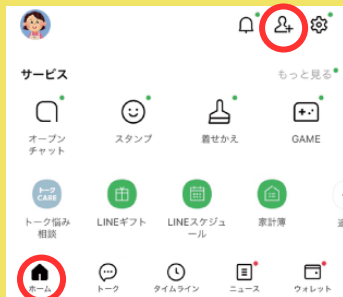 サービス
もっと見る
オープン
チャット
スタンプ
着せかえ
GAME
トーク
CARE
トーク悩み
相談
LINEギフト
LINEスケジュ
ール
家計簿
ホーム
トーク
タイムライン
ニュース
ウォレット